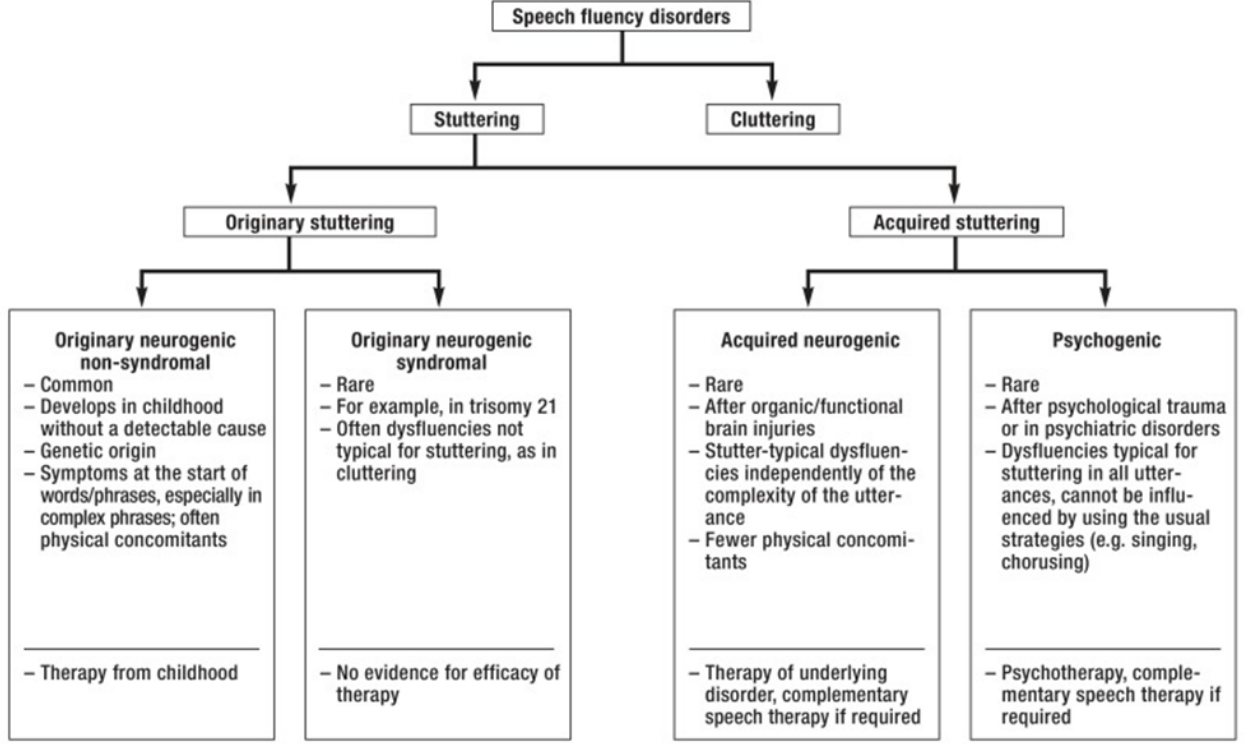 Speech fluency disorders
Stuttering
Cluttering
Originary stuttering
Acquired stuttering
Originary neurogenic
non-syndromal
– Common
– Develops in childhood
without a detectable cause
– Genetic origin
– Symptoms at the start of
words/phrases, especially in
complex phrases; often
physical concomitants
– Therapy from childhood
Originary neurogenic
syndromal
– Rare
– For example, in trisomy 21
– Often dysfluencies not
typical for stuttering, as in
cluttering
– No evidence for efficacy of
therapy
Acquired neurogenic
– Rare
– After organic/functional
brain injuries
– Stutter-typical dysfluen-
cies independently of the
complexity of the utter-
ance
– Fewer physical concomi-
tants
– Therapy of underlying
disorder, complementary
speech therapy if required
Psychogenic
– Rare
– After psychological trauma
or in psychiatric disorders
– Dysfluencies typical for
stuttering in all utter-
ances, cannot be influ-
enced by using the usual
strategies (e.g. singing,
chorusing)
– Psychotherapy, comple-
mentary speech therapy if
required